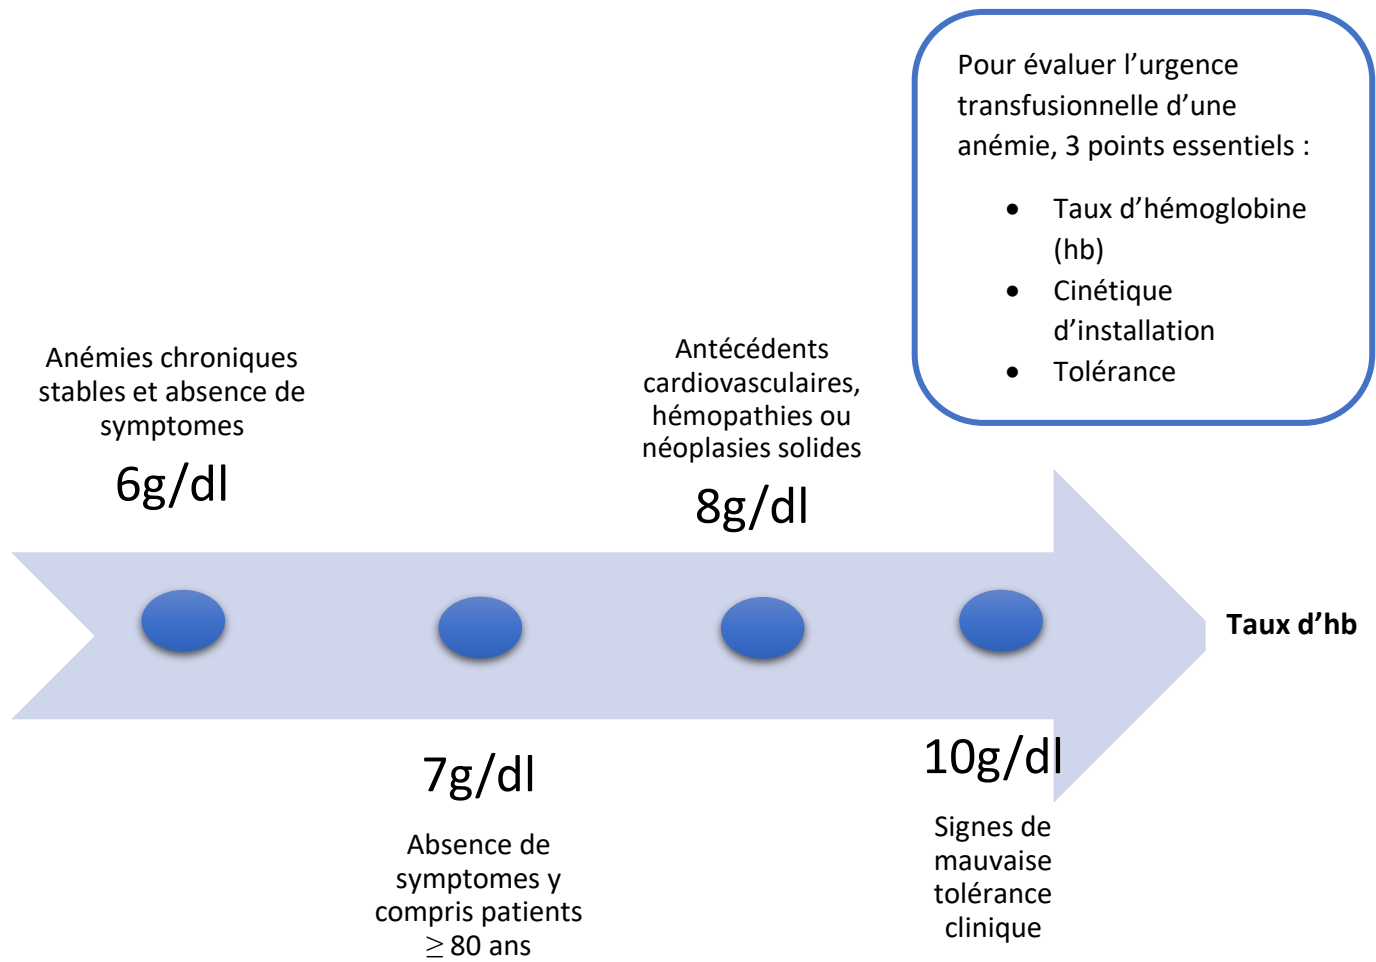 Pour évaluer l’urgence
transfusionnelle d’une
anémie, 3 points essentiels :
• Taux d’hémoglobine
(hb)
• Cinétique
d’installation
• Tolérance
Anémies chroniques
stables et absence de
symptomes
6g/dl
Antécédents
cardiovasculaires,
hémopathies ou
néoplasies solides
8g/dl
Taux d’hb
7g/dl
Absence de
symptomes y
compris patients
≥ 80 ans
10g/dl
Signes de
mauvaise
tolérance
clinique